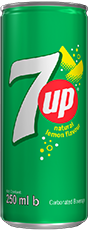 7
up
natural
lemon flavour
250 ml b
Carbonated Beverage